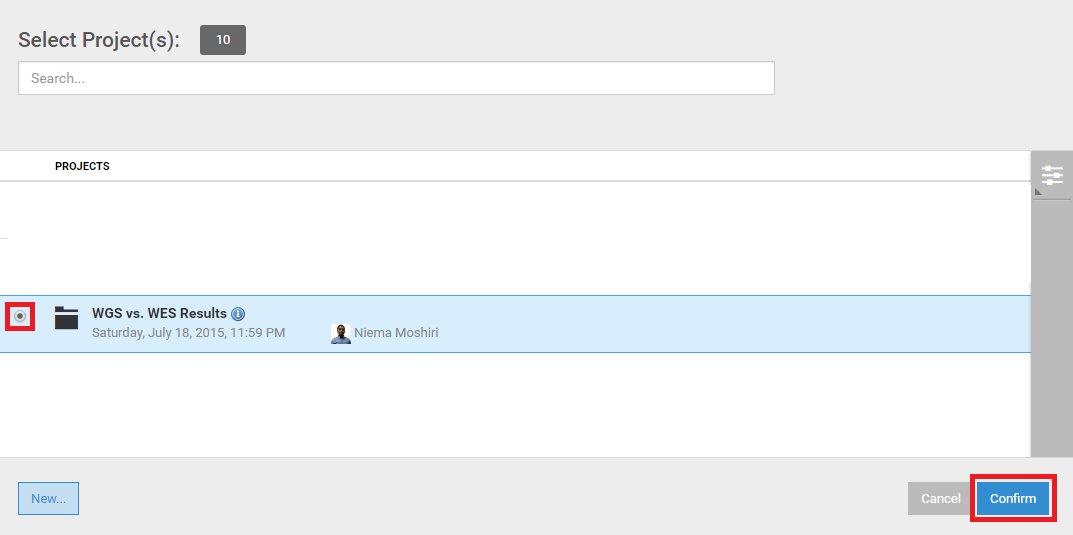 Select Project(s): 10
Search...
PROJECTS
WGS vs. WES Results i
Saturday, July 18, 2015, 11:59 PM Niema Moshiri
New... Cancel Confirm